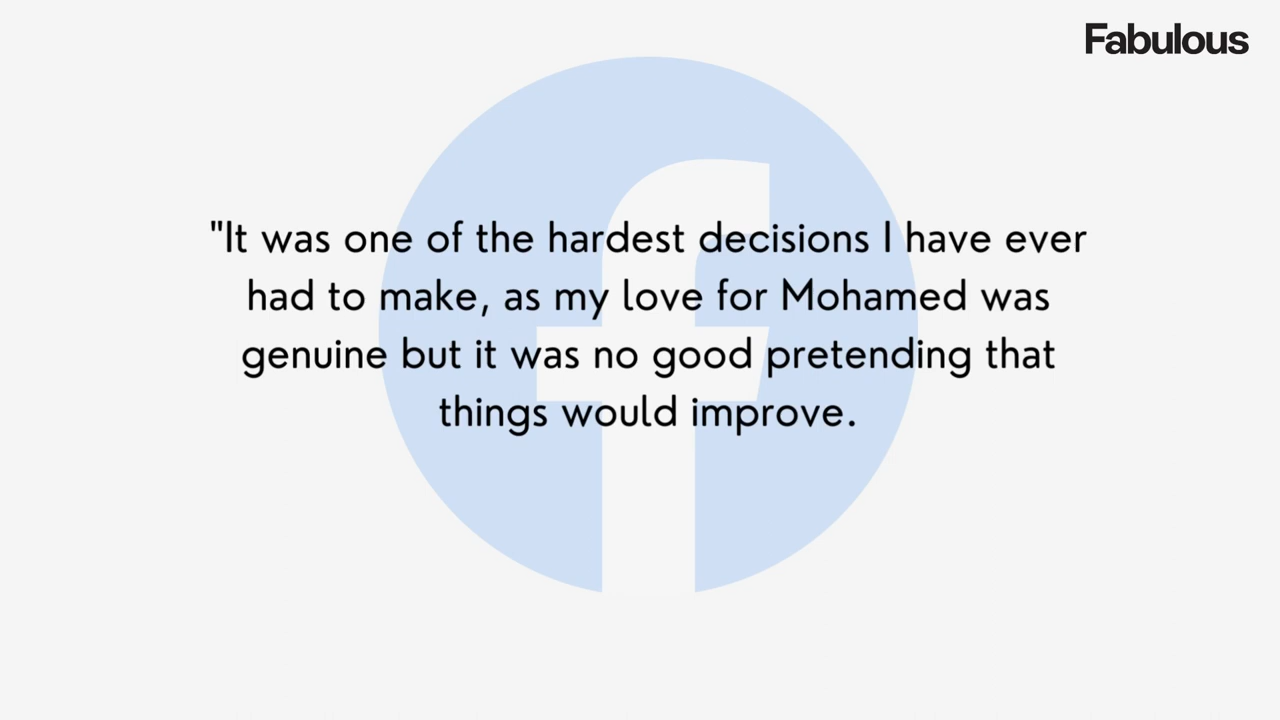 Fabulous
"It was one of the hardest decisions I have ever
had to make, as my love for Mohamed was
genuine but it was no good pretending that
things would improve.